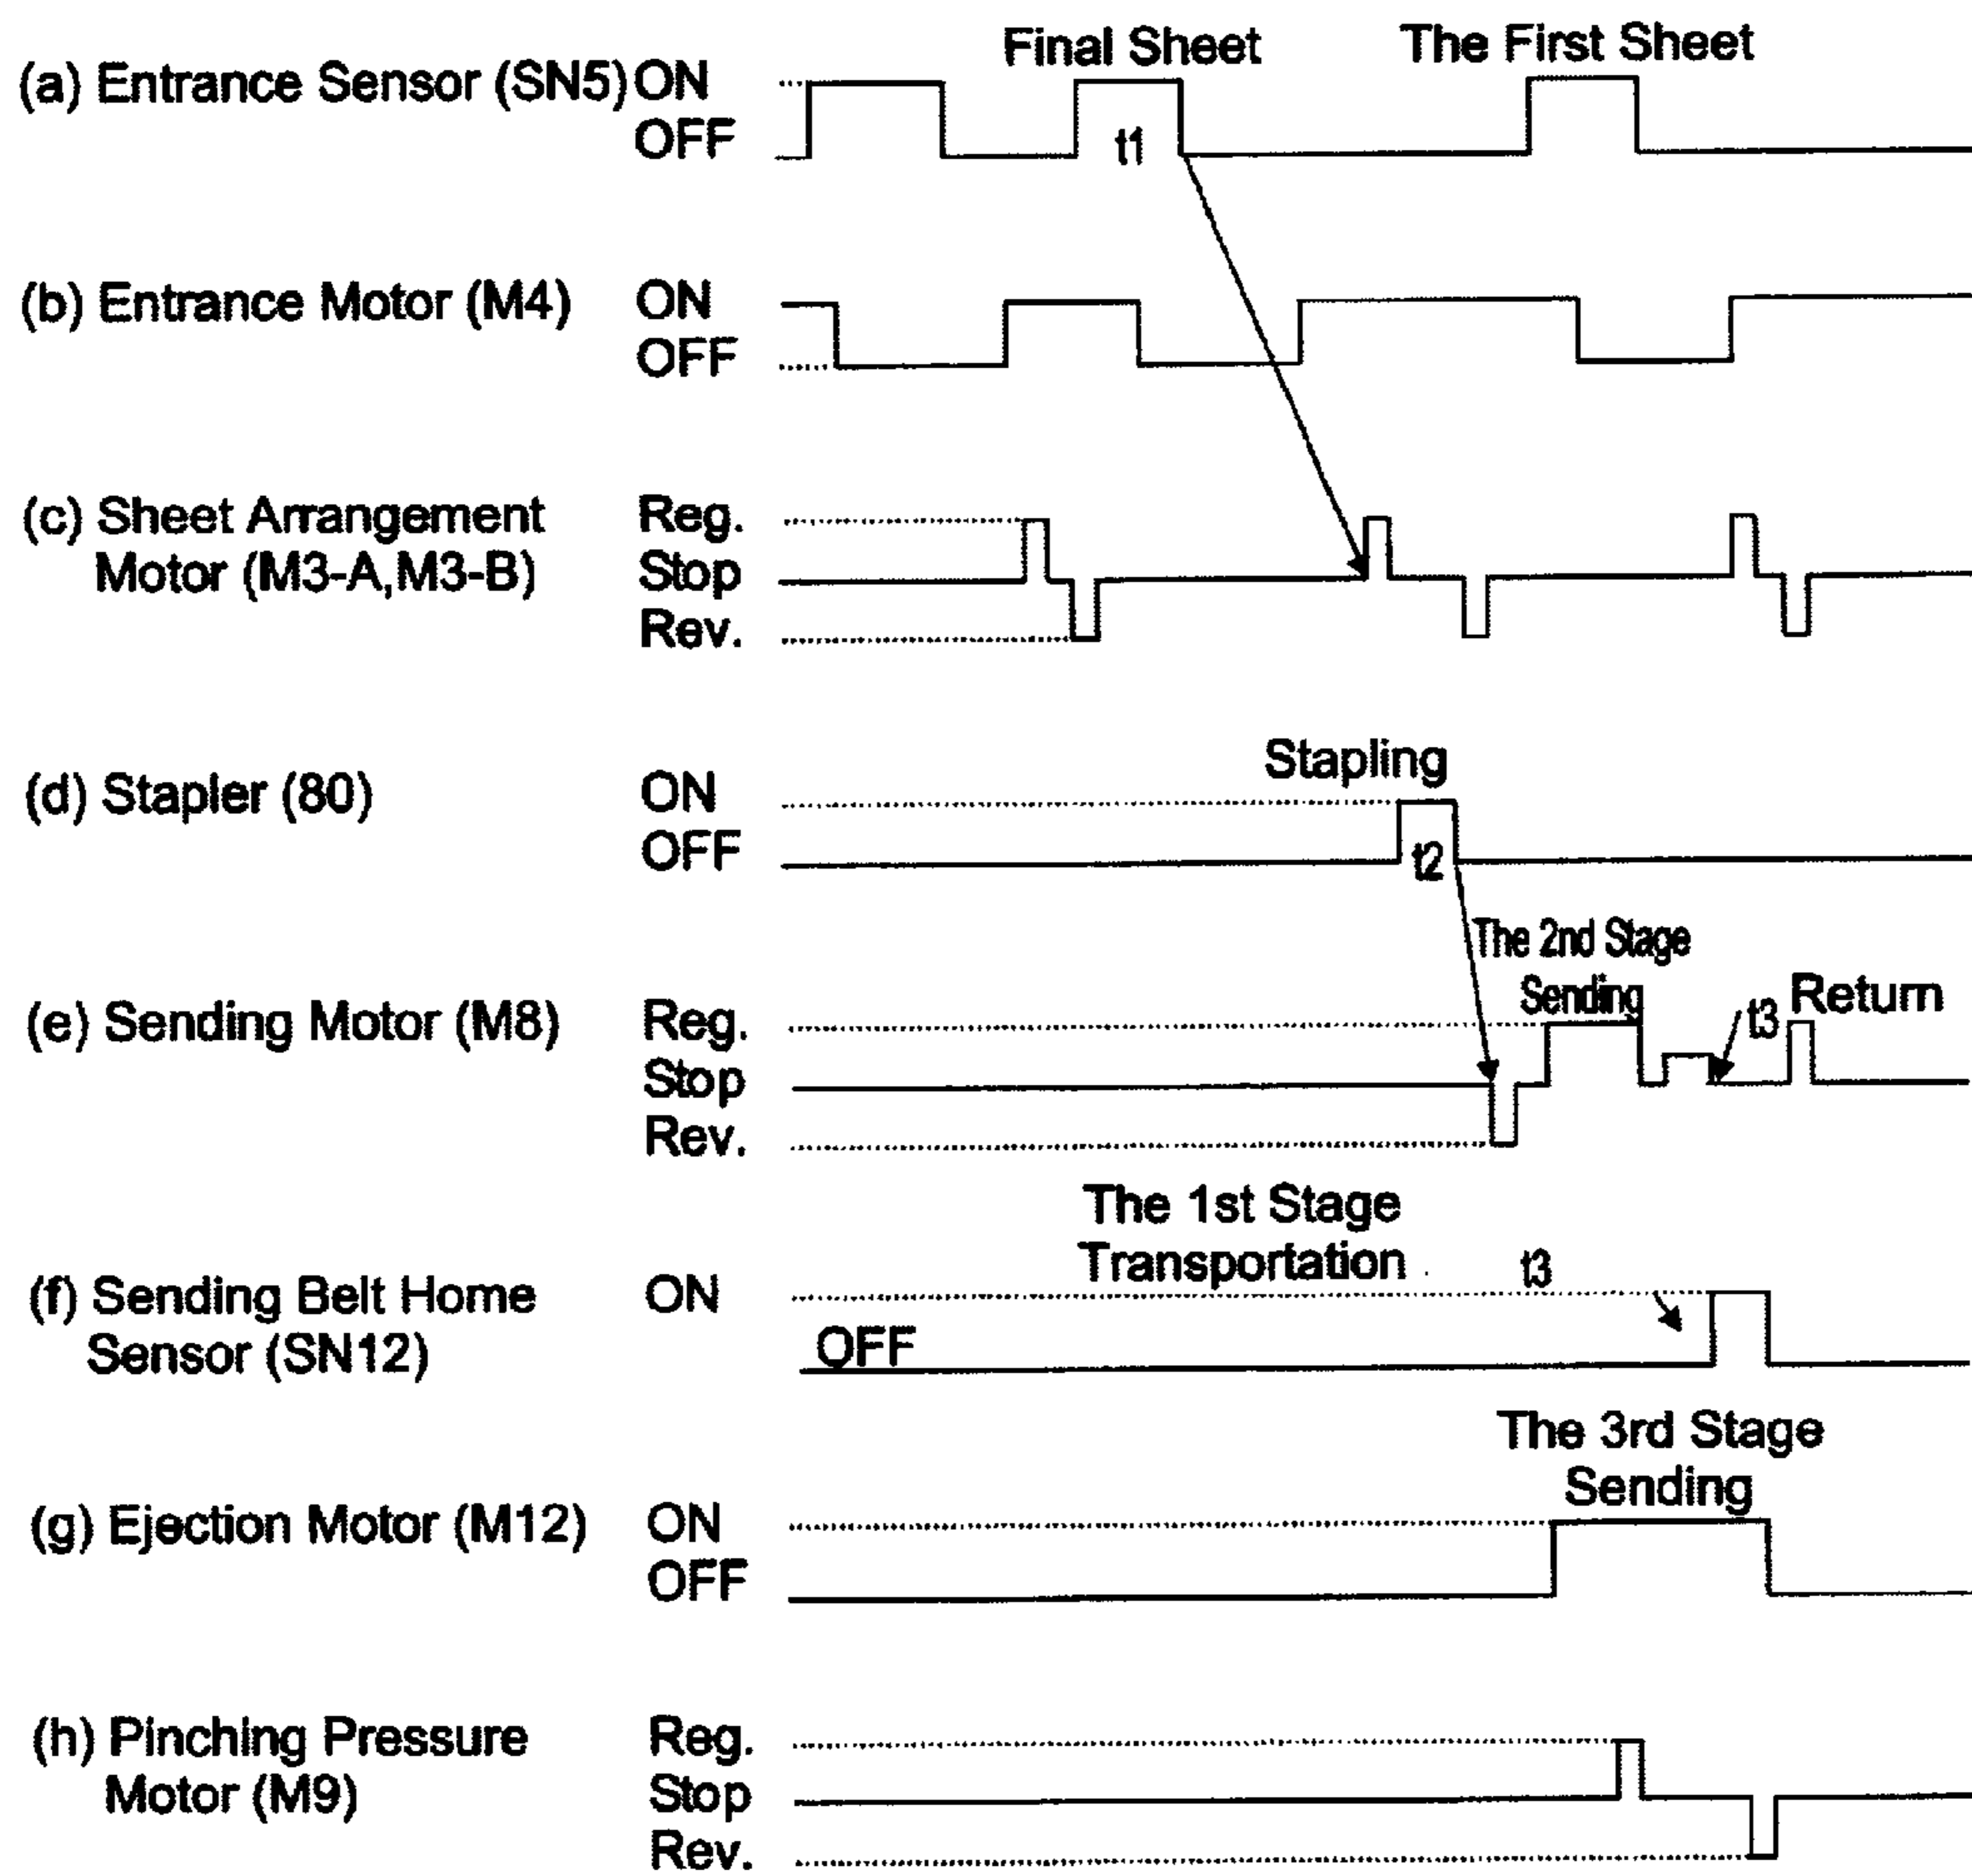 Final Sheet The First Sheet
(a) Entrance Sensor (SN5) ON
OFF
t1
(b) Entrance Motor (M4) ON
OFF
(c) Sheet Arrangement Reg.
Motor (M3-A,M3-B) Stop
Rev.
Stapling
(d) Stapler (80) ON
OFF
t2
The 2nd Stage
Sending
(e) Sending Motor (M8) Reg.
t3 Return
Stop
Rev.
The 1st Stage
Transportation
t3
(f) Sending Belt Home ON
Sensor (SN12) OFF
The 3rd Stage
Sending
(g) Ejection Motor (M12) ON
OFF
(h) Pinching Pressure Reg.
Motor (M9) Stop
Rev.